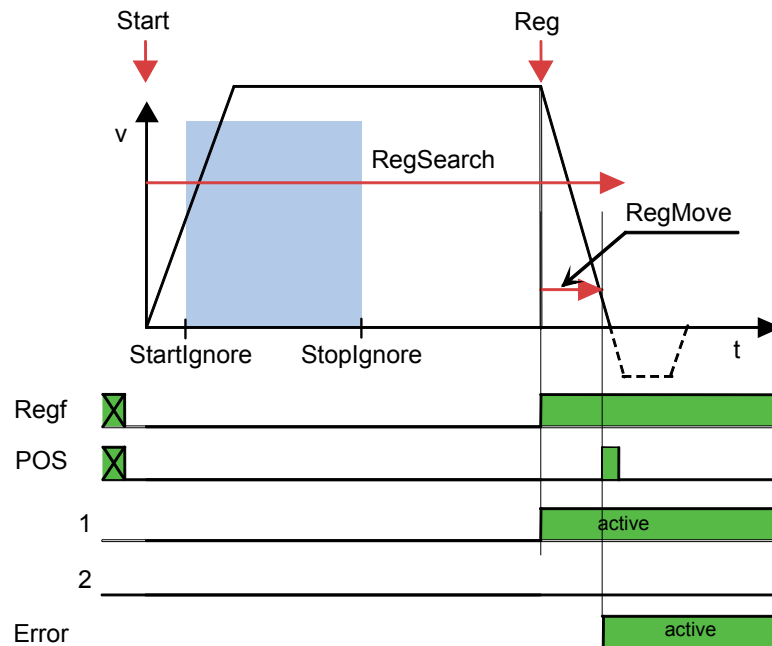 Start
Reg
v
RegSearch
RegMove
StartIgnore
StopIgnore
t
Regf
POS
1
active
2
Error
active